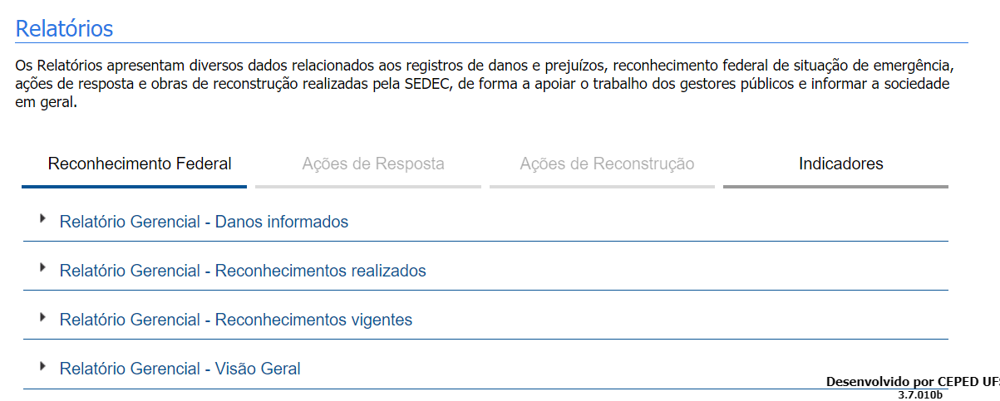 Relatórios
Os Relatórios apresentam diversos dados relacionados aos registros de danos e prejuízos, reconhecimento federal de situação de emergência,
ações de resposta e obras de reconstrução realizadas pela SEDEC, de forma a apoiar o trabalho dos gestores públicos e informar a sociedade
em geral.
Reconhecimento Federal Ações de Resposta Ações de Reconstrução Indicadores
Relatório Gerencial - Danos informados
Relatório Gerencial - Reconhecimentos realizados
Relatório Gerencial - Reconhecimentos vigentes
Relatório Gerencial - Visão Geral
Desenvolvido por CEPED
3.7.010b